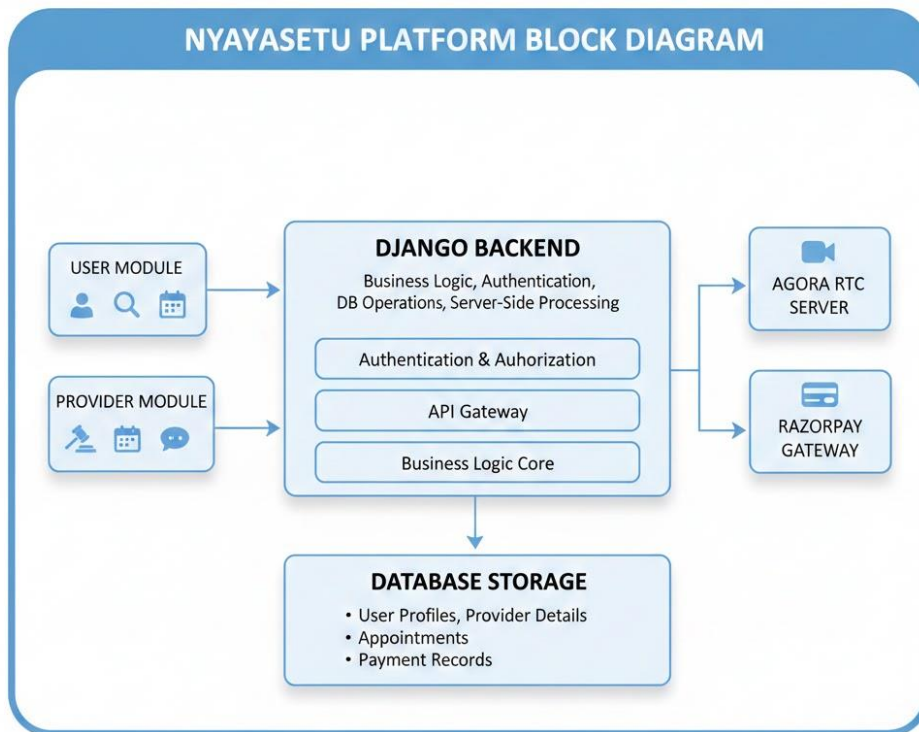 NYAYASETU PLATFORM BLOCK DIAGRAM
USER MODULE
PROVIDER MODULE
DJANGO BACKEND
Business Logic, Authentication,
DB Operations, Server-Side Processing
Authentication & Auhorization
API Gateway
Business Logic Core
AGORA RTC
SERVER
RAZORPAY
GATEWAY
DATABASE STORAGE
• User Profiles, Provider Details
• Appointments
• Payment Records